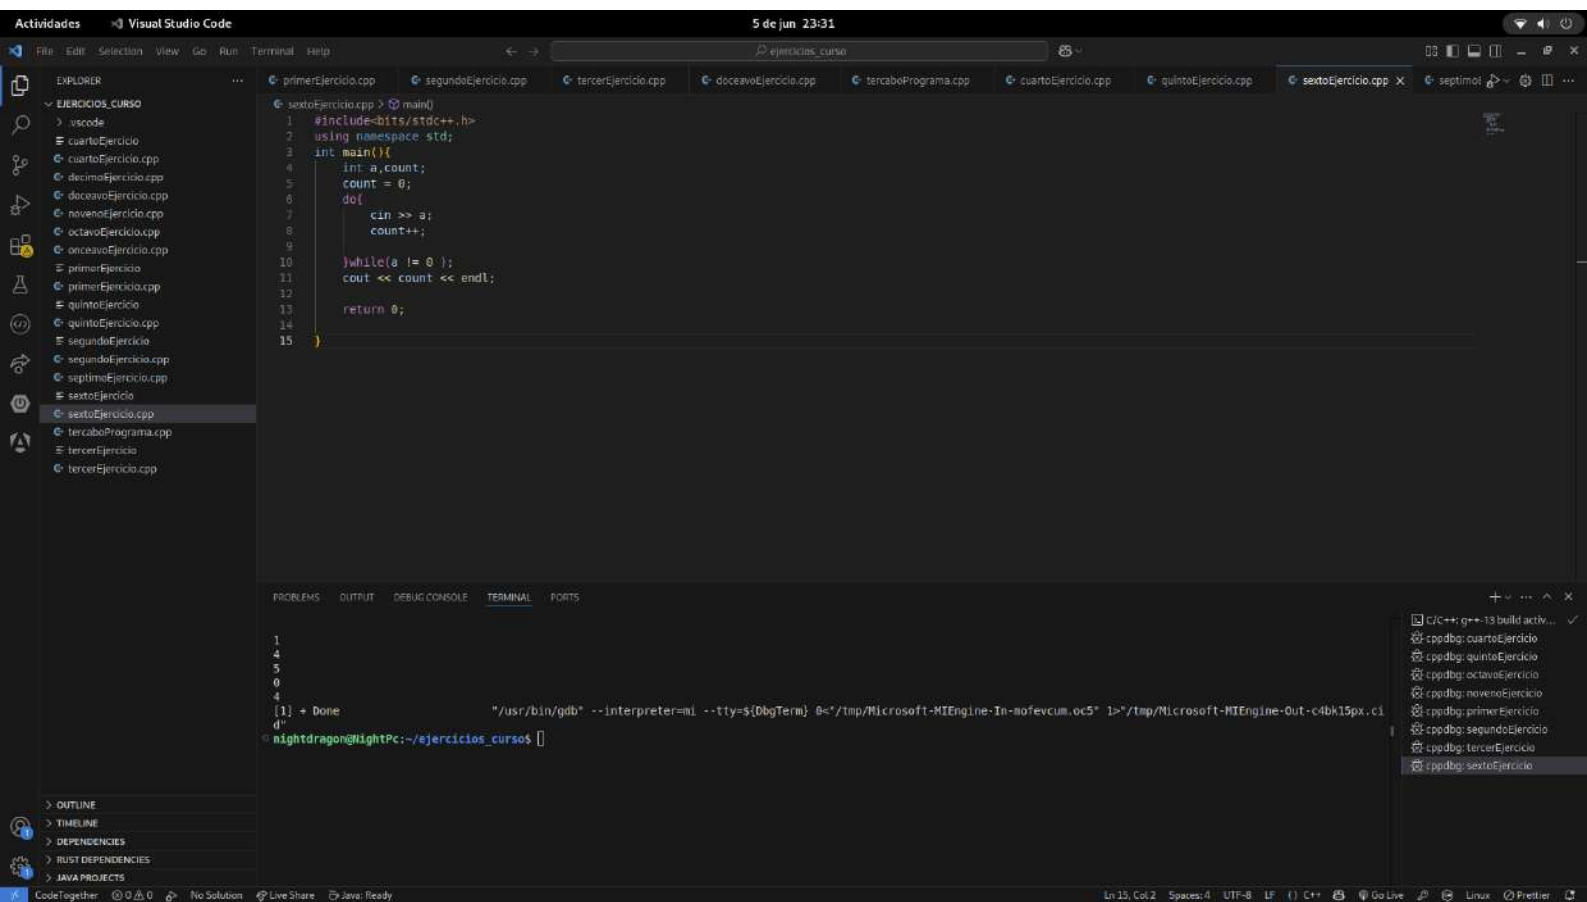 Actividades Visual Studio Code 5 de jun 23:31
File Edit Selection View Go Run Terminal Help ejercicios_curso
EXPLORER
EJERCICIOS_CURSO
.vscode
cuartoEjercicio
cuartoEjercicio.cpp
decimoEjercicio.cpp
doceavoEjercicio.cpp
novenoEjercicio.cpp
octavoEjercicio.cpp
onceavoEjercicio.cpp
primerEjercicio
primerEjercicio.cpp
quintoEjercicio
quintoEjercicio.cpp
segundoEjercicio
segundoEjercicio.cpp
septimoEjercicio.cpp
sextoEjercicio
sextoEjercicio.cpp
tercaboPrograma.cpp
tercerEjercicio
tercerEjercicio.cpp
OUTLINE
TIMELINE
DEPENDENCIES
RUST DEPENDENCIES
JAVA PROJECTS
primerEjercicio.cpp segundoEjercicio.cpp tercerEjercicio.cpp doceavoEjercicio.cpp tercaboPrograma.cpp cuartoEjercicio.cpp quintoEjercicio.cpp sextoEjercicio.cpp septimoE
sextoEjercicio.cpp > main()
1 #include<bits/stdc++.h>
2 using namespace std;
3 int main(){
4 int a,count;
5 count = 0;
6 do{
7 cin >> a;
8 count++;
9
10 }while(a != 0 );
11 cout << count << endl;
12
13 return 0;
14
15 }
PROBLEMS OUTPUT DEBUG CONSOLE TERMINAL PORTS
1
4
5
0
4
[1] + Done "/usr/bin/gdb" --interpreter=mi --tty=${DbgTerm} 0<"/tmp/Microsoft-MIEngine-In-mofevcum.oc5" 1>"/tmp/Microsoft-MIEngine-Out-c4bk15px.ci
d"
nightdragon@NightPc:~/ejercicios_curso$
C/C++: g++-13 build activ...
cppdbg: cuartoEjercicio
cppdbg: quintoEjercicio
cppdbg: octavoEjercicio
cppdbg: novenoEjercicio
cppdbg: primerEjercicio
cppdbg: segundoEjercicio
cppdbg: tercerEjercicio
cppdbg: sextoEjercicio
CodeTogether 0 0 No Solution Live Share Java: Ready Ln 15, Col 2 Spaces: 4 UTF-8 LF {} C++ Go Live Linux Prettier